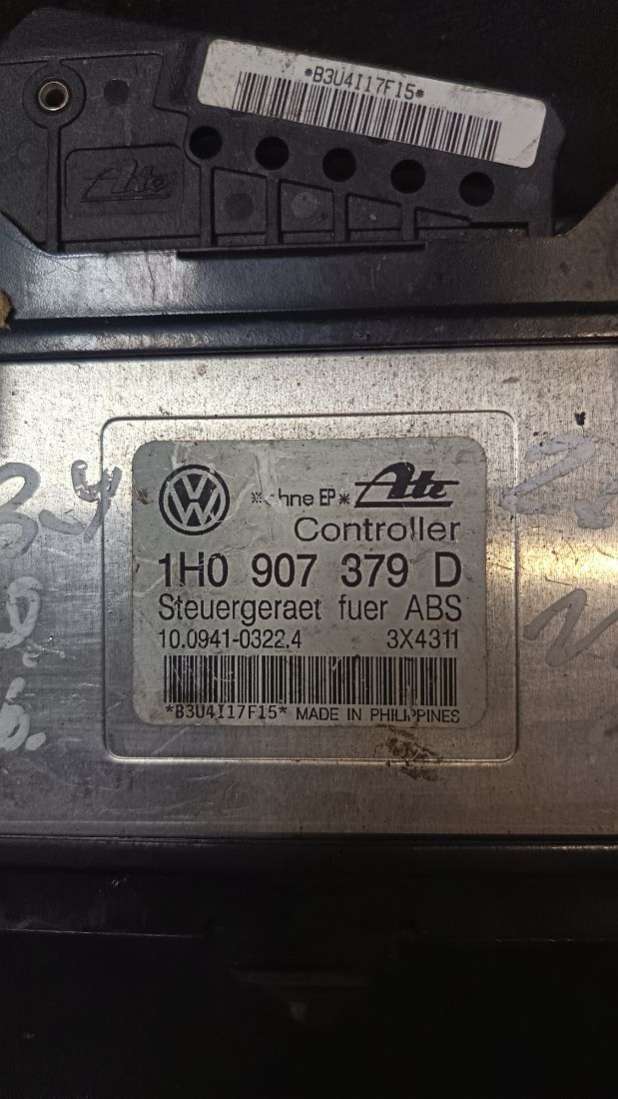 *B3U4I17F15*
Ate
VW
*ohne EP* Ate
Controller
1H0 907 379 D
Steuergeraet fuer ABS
10.0941-0322.4 3X4311
*B3U4I17F15* MADE IN PHILIPPINES